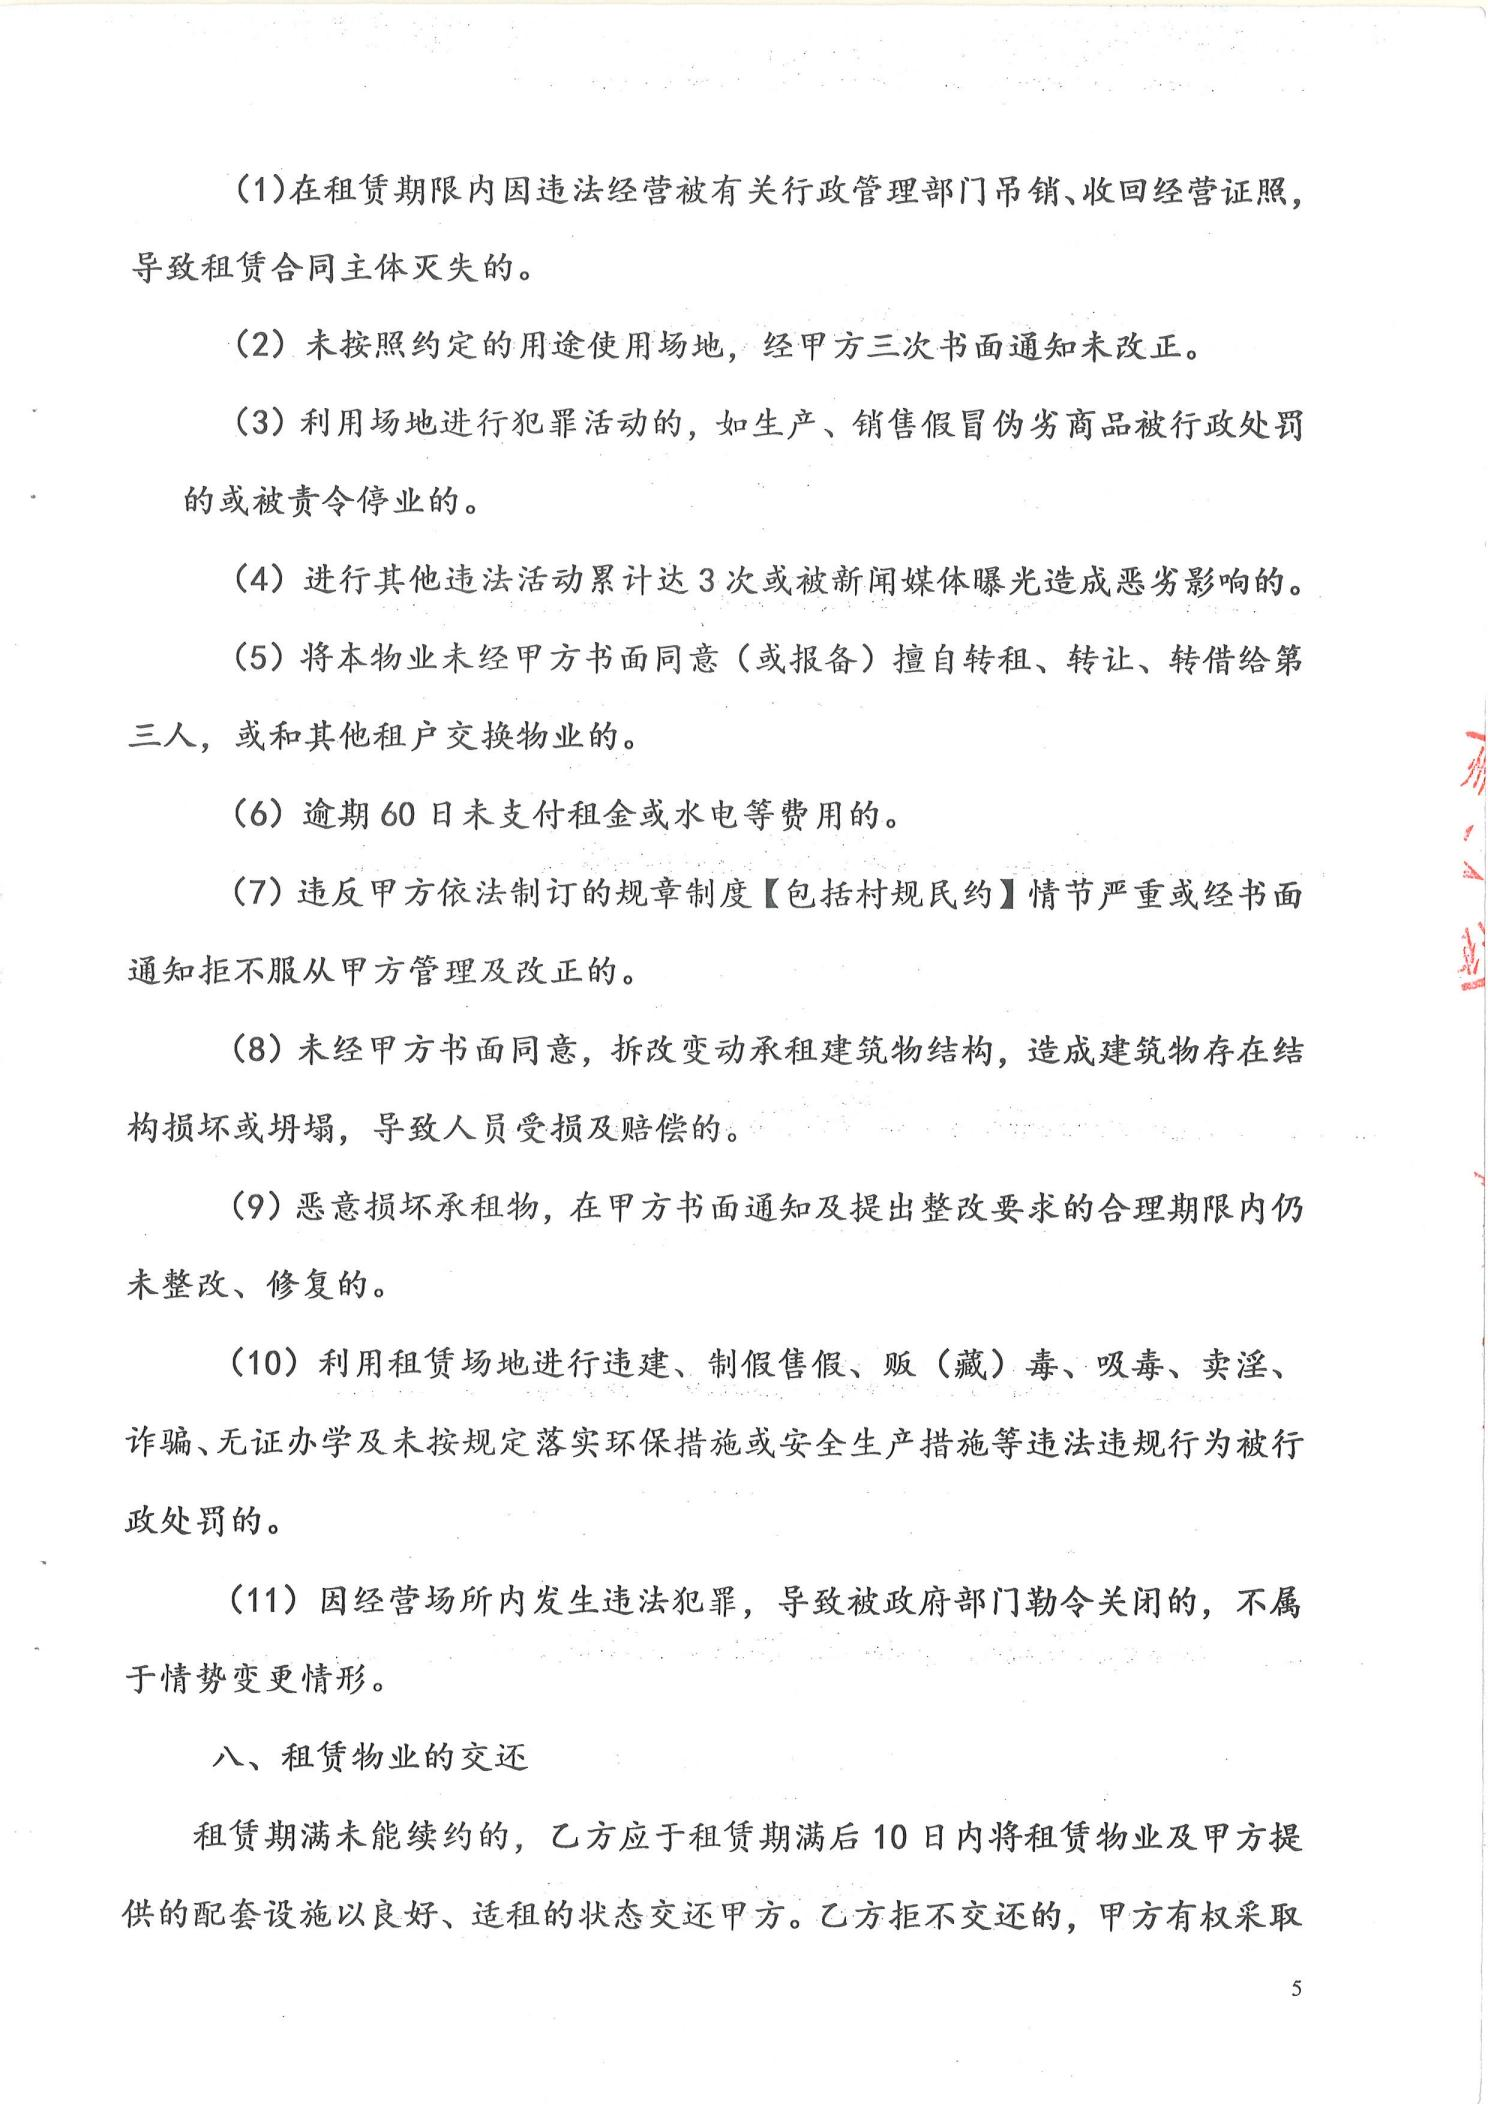 （1)在租赁期限内因违法经营被有关行政管理部门吊销、收回经营证照，
导致租赁合同主体灭失的。
（2）未按照约定的用途使用场地，经甲方三次书面通知未改正。
（3）利用场地进行犯罪活动的，如生产、销售假冒伪劣商品被行政处罚
的或被责令停业的。
（4）进行其他违法活动累计达 3 次或被新闻媒体曝光造成恶劣影响的。
（5）将本物业未经甲方书面同意（或报备）擅自转租、转让、转借给第
三人，或和其他租户交换物业的。
（6）逾期 60 日未支付租金或水电等费用的。
（7）违反甲方依法制订的规章制度【包括村规民约】情节严重或经书面
通知拒不服从甲方管理及改正的。
（8）未经甲方书面同意，拆改变动承租建筑物结构，造成建筑物存在结
构损坏或坍塌，导致人员受损及赔偿的。
（9）恶意损坏承租物，在甲方书面通知及提出整改要求的合理期限内仍
未整改、修复的。
（10）利用租赁场地进行违建、制假售假、贩（藏）毒、吸毒、卖淫、
诈骗、无证办学及未按规定落实环保措施或安全生产措施等违法违规行为被行
政处罚的。
（11）因经营场所内发生违法犯罪，导致被政府部门勒令关闭的，不属
于情势变更情形。
八、租赁物业的交还
租赁期满未能续约的，乙方应于租赁期满后 10 日内将租赁物业及甲方提
供的配套设施以良好、适租的状态交还甲方。乙方拒不交还的，甲方有权采取
5